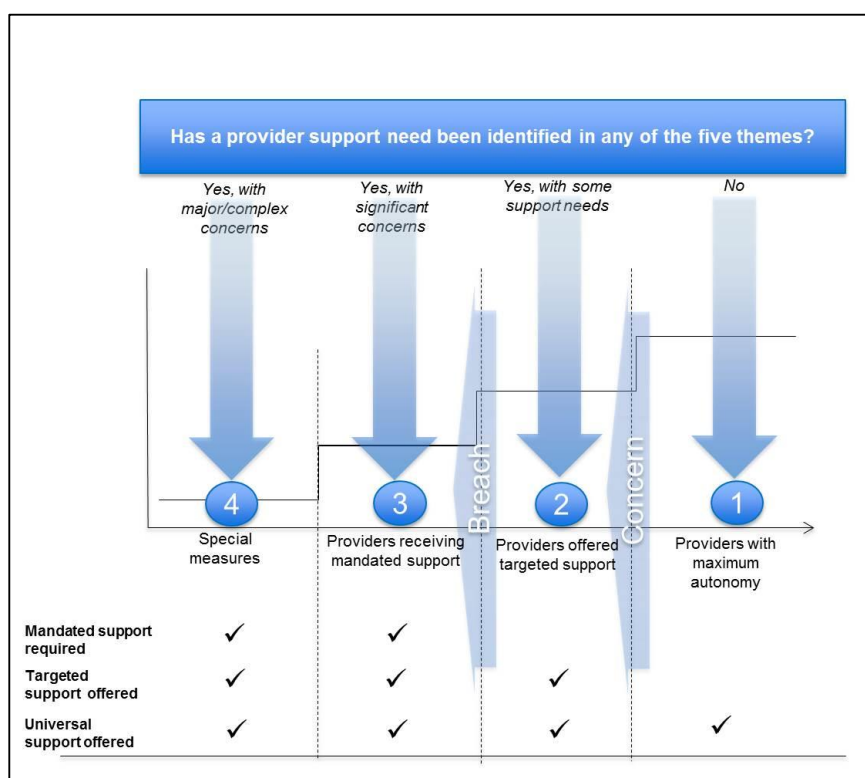 Has a provider support need been identified in any of the five themes?
Yes, with
major/complex
concerns
Yes, with
significant
concerns
Yes, with some
support needs
No
Breach
Concern
4
3
2
1
Special
measures
Providers receiving
mandated support
Providers offered
targeted support
Providers with
maximum
autonomy
Mandated support
required
Targeted
support offered
Universal
support offered